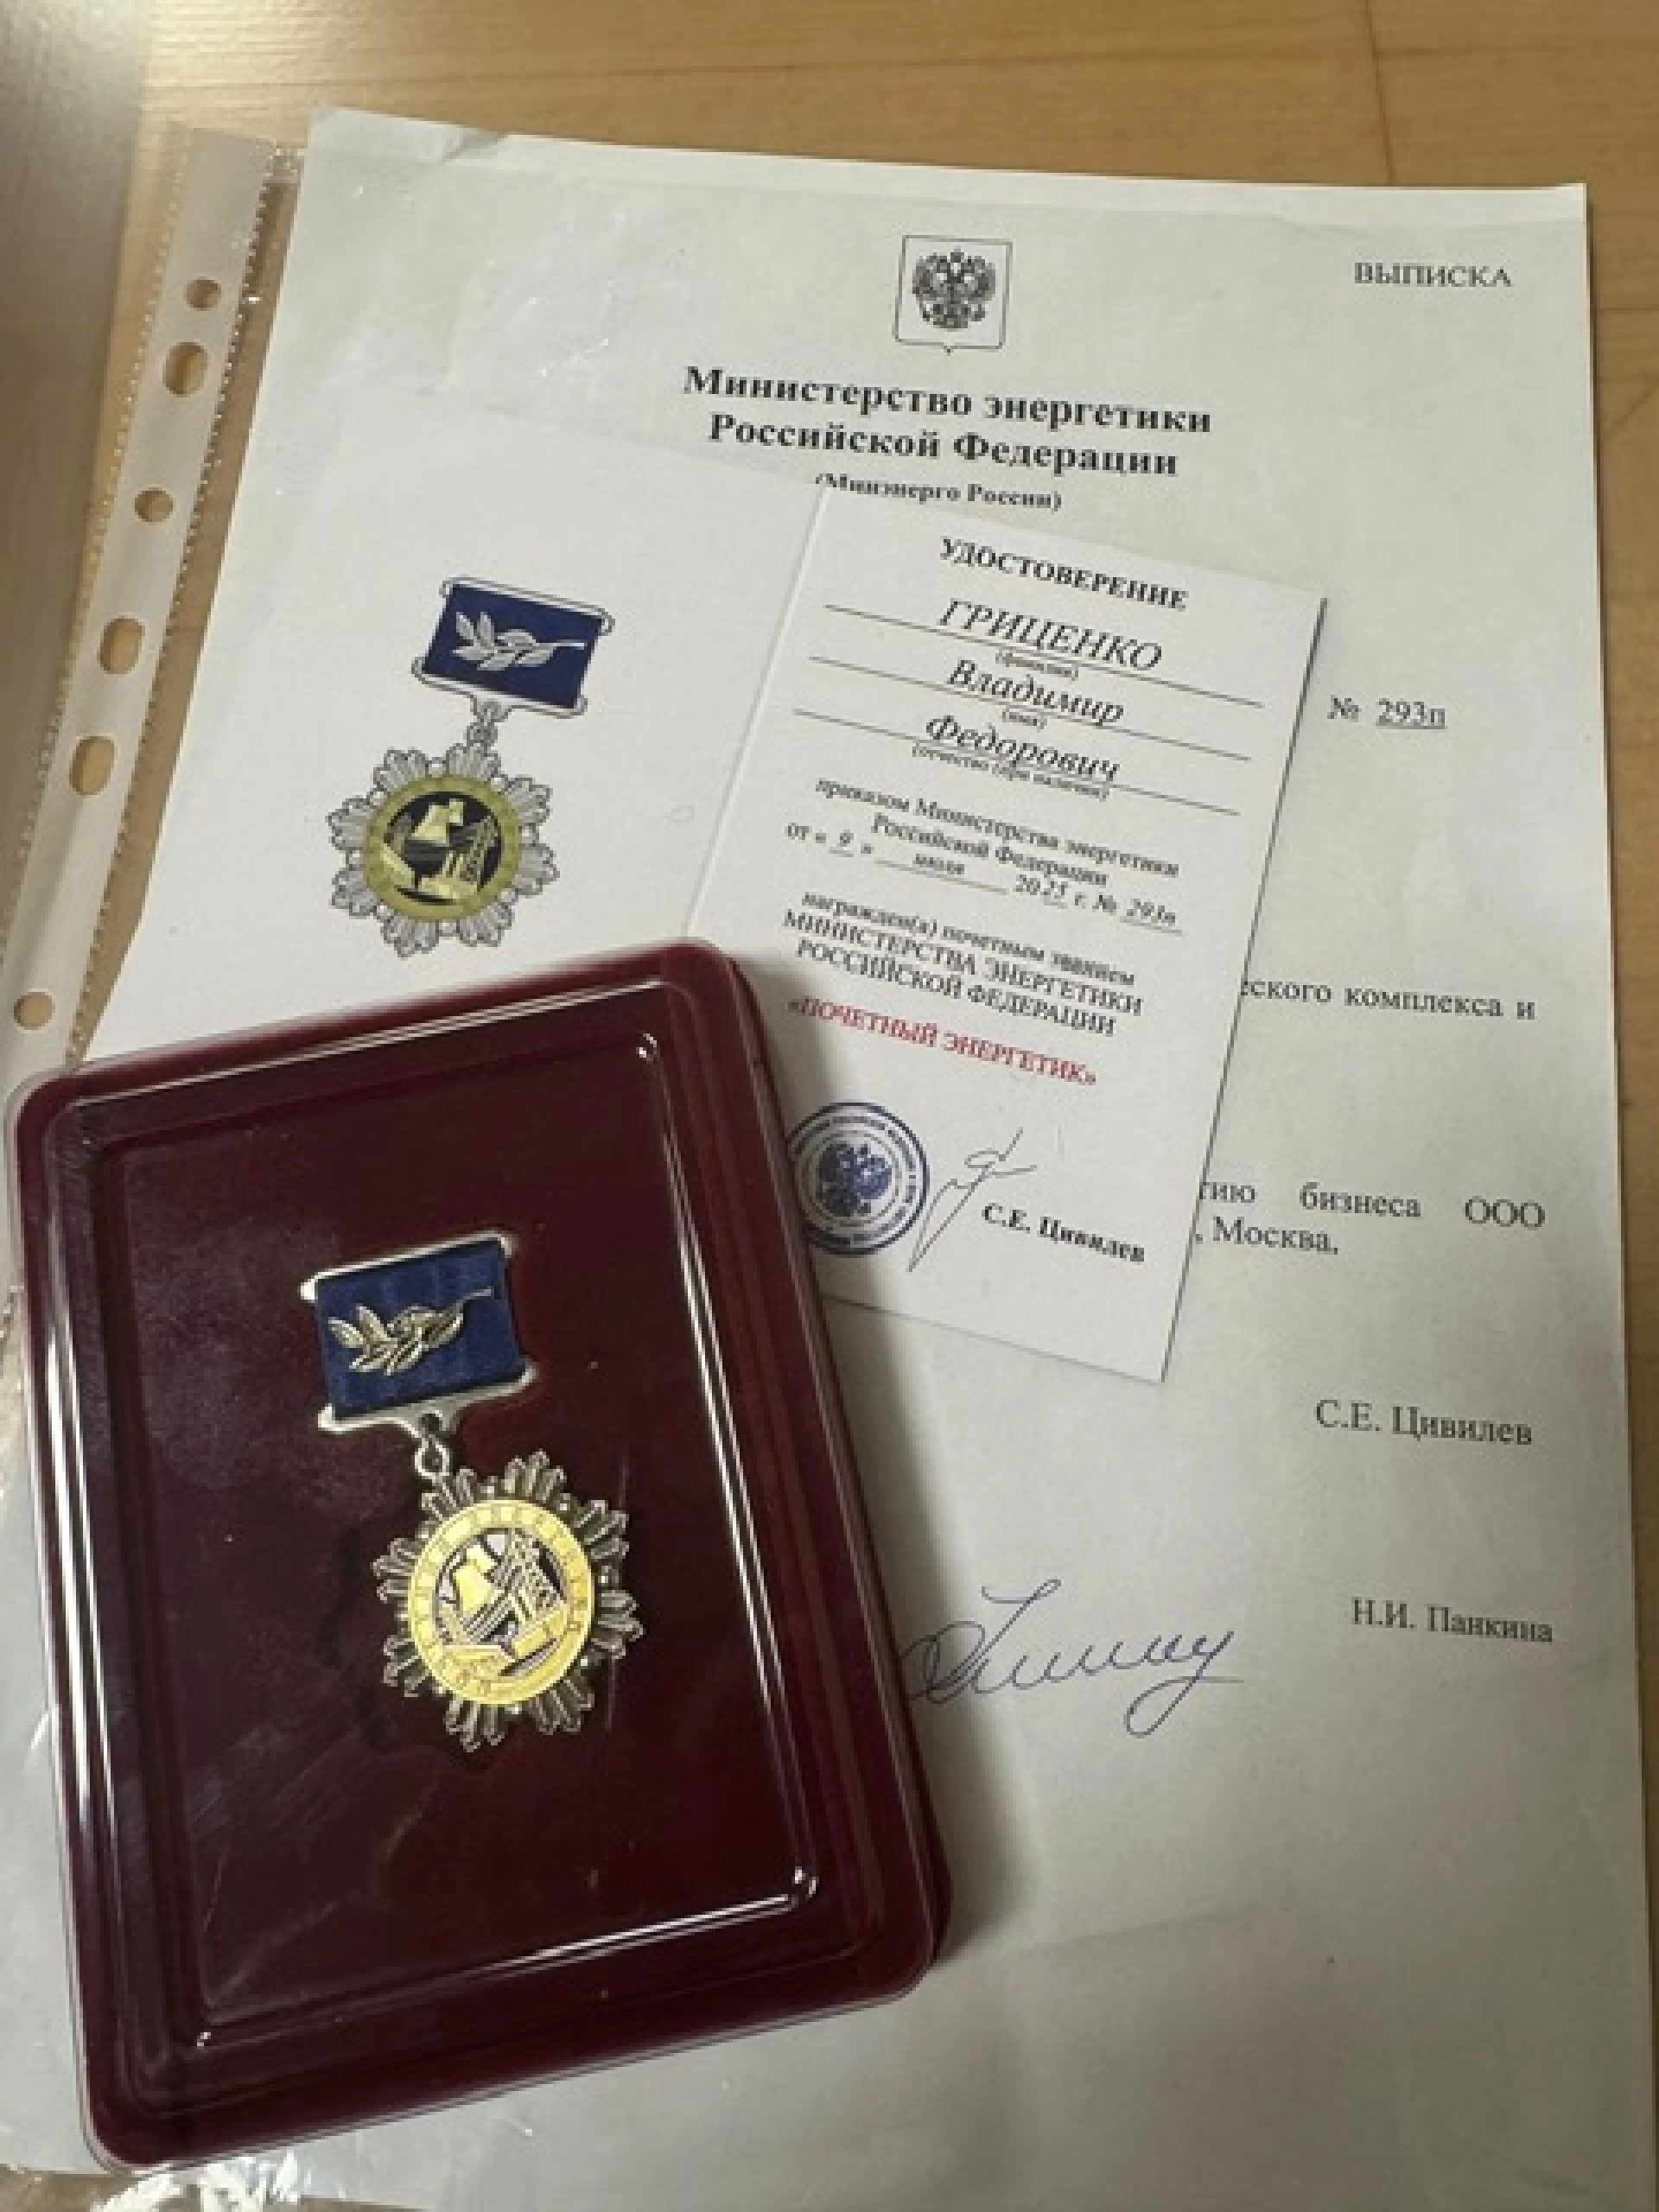 ВЫПИСКА
Министерство энергетики
Российской Федерации
(Минэнерго России)
УДОСТОВЕРЕНИЕ
ГРИЦЕНКО
(фамилия)
Владимир
(имя)
Федорович
(отчество (при наличии)
приказом Министерства энергетики
Российской Федерации
от « 9 » июля 2025 г. № 293п
награжден(а) почетным званием
МИНИСТЕРСТВА ЭНЕРГЕТИКИ
РОССИЙСКОЙ ФЕДЕРАЦИИ
«ПОЧЕТНЫЙ ЭНЕРГЕТИК»
С.Е. Цивилев
№ 293п
еского комплекса и
тию бизнеса ООО
, Москва.
С.Е. Цивилев
Н.И. Панкина